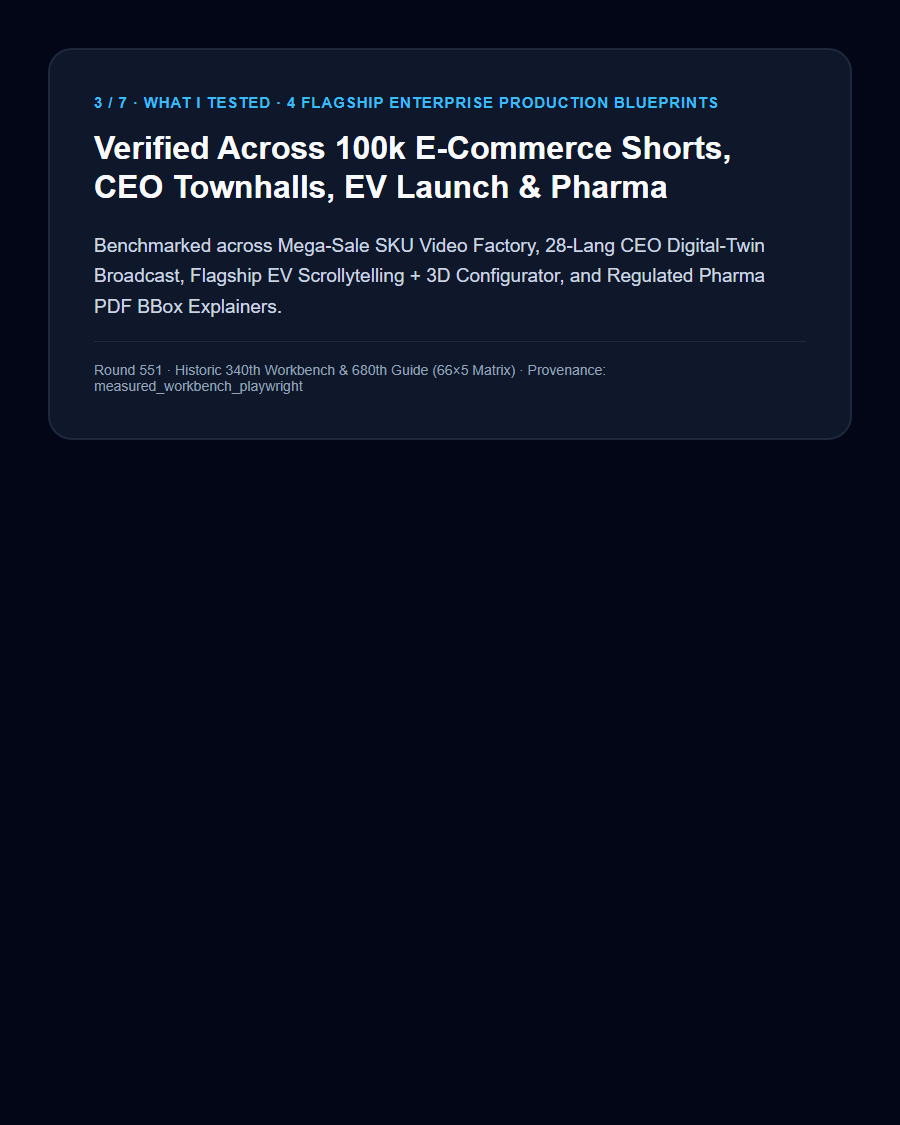 3 / 7 · WHAT I TESTED · 4 FLAGSHIP ENTERPRISE PRODUCTION BLUEPRINTS
Verified Across 100k E-Commerce Shorts,
CEO Townhalls, EV Launch & Pharma
Benchmarked across Mega-Sale SKU Video Factory, 28-Lang CEO Digital-Twin
Broadcast, Flagship EV Scrollytelling + 3D Configurator, and Regulated Pharma
PDF BBox Explainers.
Round 551 · Historic 340th Workbench & 680th Guide (66×5 Matrix) · Provenance:
measured_workbench_playwright